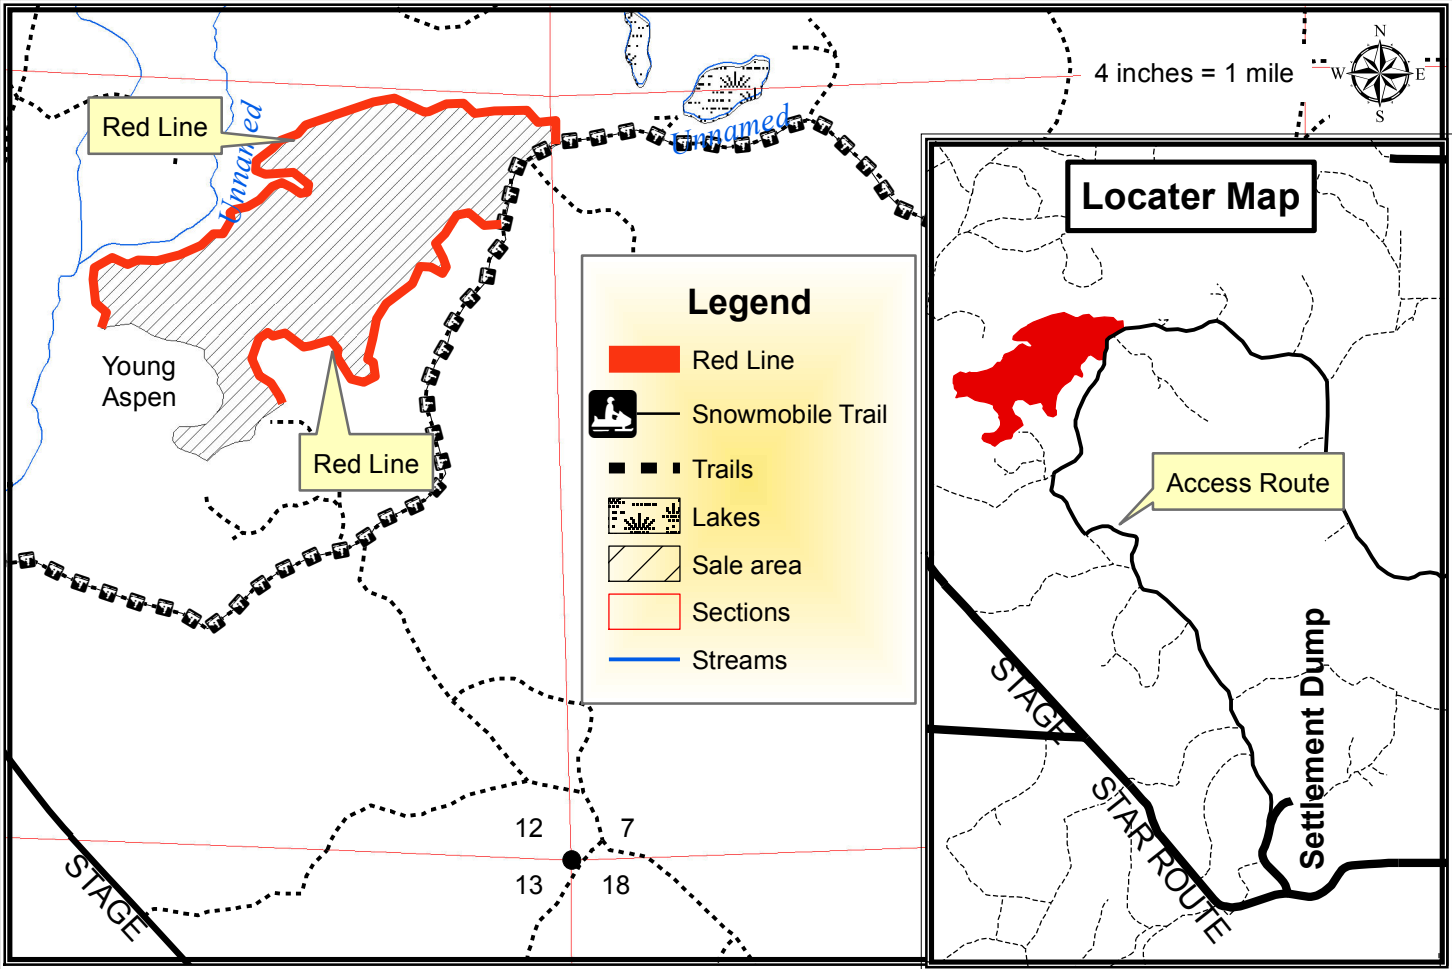 4 inches = 1 mile
N
W
E
S
Red Line
Unnamed
Unnamed
Locater Map
Legend
Red Line
Snowmobile Trail
Trails
Lakes
Sale area
Sections
Streams
Young
Aspen
Red Line
Access Route
STAGE
STAR ROUTE
Settlement Dump
12
7
13
18
STAGE